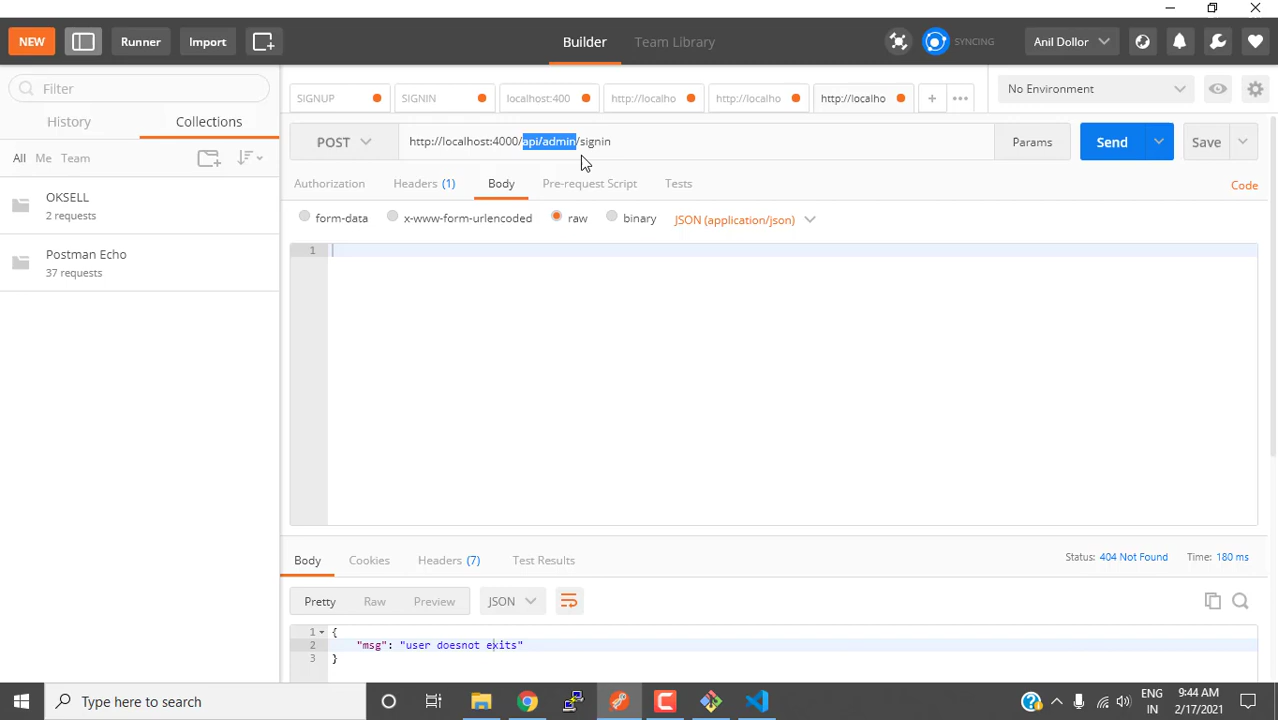 NEW
Runner
Import
Builder
Team Library
SYNCING
Anil Dollor
Filter
History
Collections
All Me Team
OKSELL
2 requests
Postman Echo
37 requests
SIGNUP
SIGNIN
localhost:400
http://localho
http://localho
http://localho
No Environment
POST
http://localhost:4000/api/admin/signin
Params
Send
Save
Authorization
Headers (1)
Body
Pre-request Script
Tests
Code
form-data
x-www-form-urlencoded
raw
binary
JSON (application/json)
1
Body
Cookies
Headers (7)
Test Results
Status: 404 Not Found
Time: 180 ms
Pretty
Raw
Preview
JSON
1 {
2 "msg": "user doesnot exits"
3 }
Type here to search
ENG
IN
9:44 AM
2/17/2021